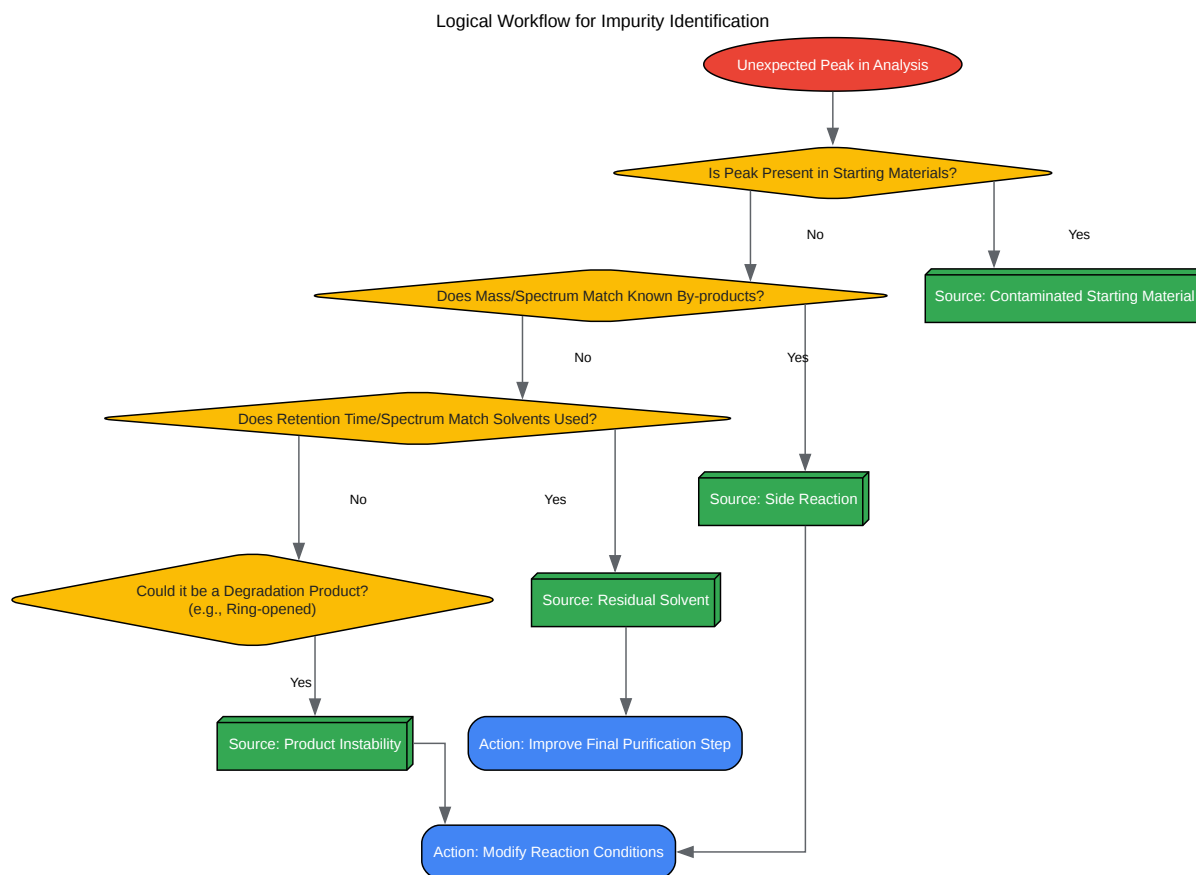 Logical Workflow for Impurity Identification
Unexpected Peak in Analysis
Is Peak Present in Starting Materials?
No
Yes
Does Mass/Spectrum Match Known By-products?
Source: Contaminated Starting Material
No
Yes
Does Retention Time/Spectrum Match Solvents Used?
No
Yes
Source: Side Reaction
Could it be a Degradation Product?
(e.g., Ring-opened)
Source: Residual Solvent
Yes
Source: Product Instability
Action: Improve Final Purification Step
Action: Modify Reaction Conditions